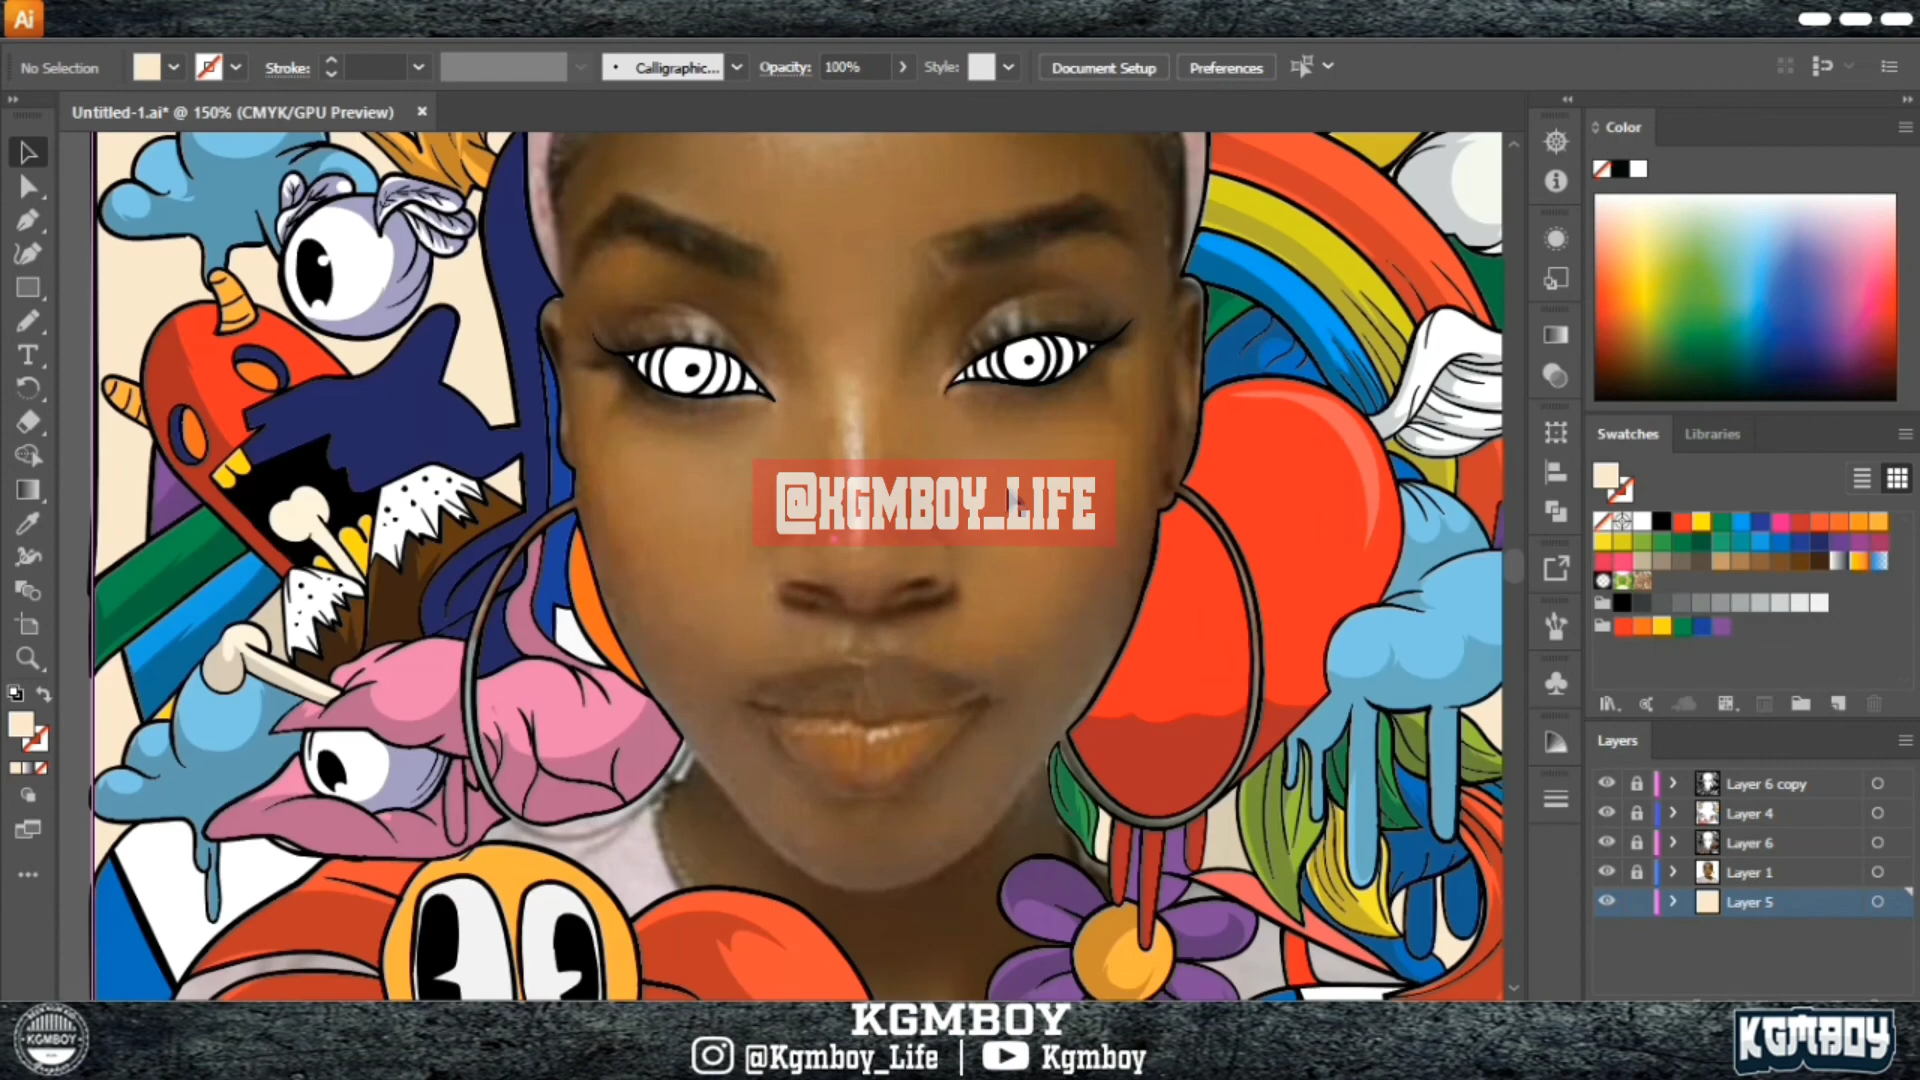 Ai
No Selection
Stroke:
Calligraphic...
Opacity:
100%
Style:
Document Setup
Preferences
Untitled-1.ai* @ 150% (CMYK/GPU Preview)
Color
@KGMBOY_LIFE
Swatches
Libraries
Layers
Layer 6 copy
Layer 4
Layer 6
Layer 1
Layer 5
KGMBOY
@Kgmboy_Life | Kgmboy
KGMBOY
KGMBOY